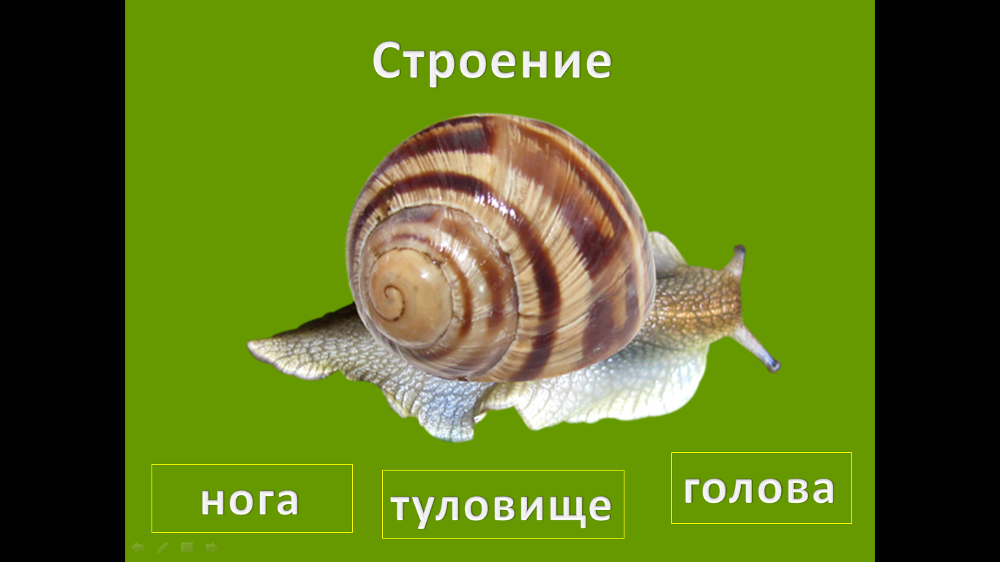 Строение
нога
туловище
голова